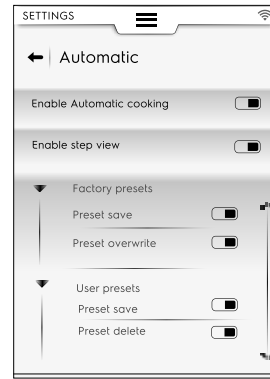 SETTINGS
Automatic
Enable Automatic cooking
Enable step view
Factory presets
Preset save
Preset overwrite
User presets
Preset save
Preset delete